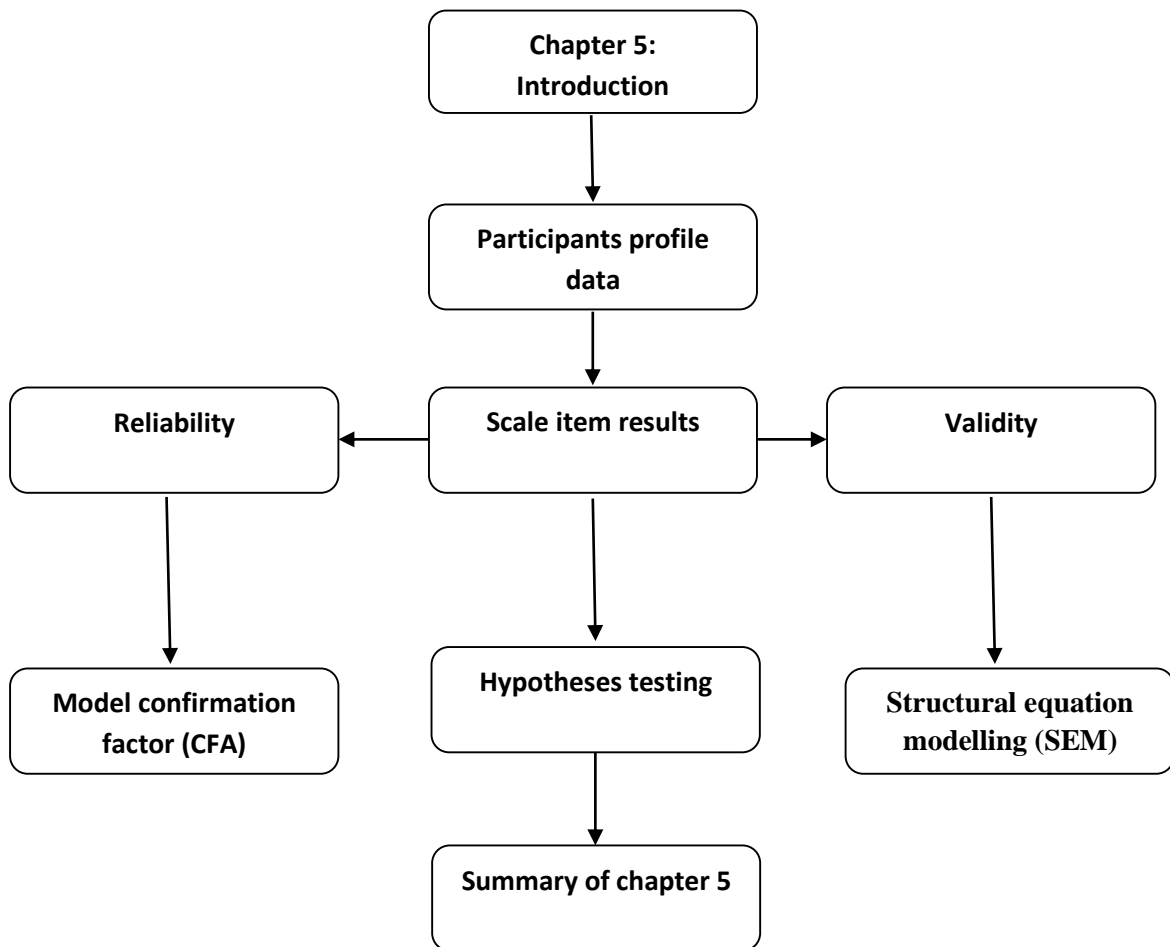 Chapter 5:
Introduction
Participants profile
data
Reliability
Scale item results
Validity
Model confirmation
factor (CFA)
Hypotheses testing
Structural equation
modelling (SEM)
Summary of chapter 5